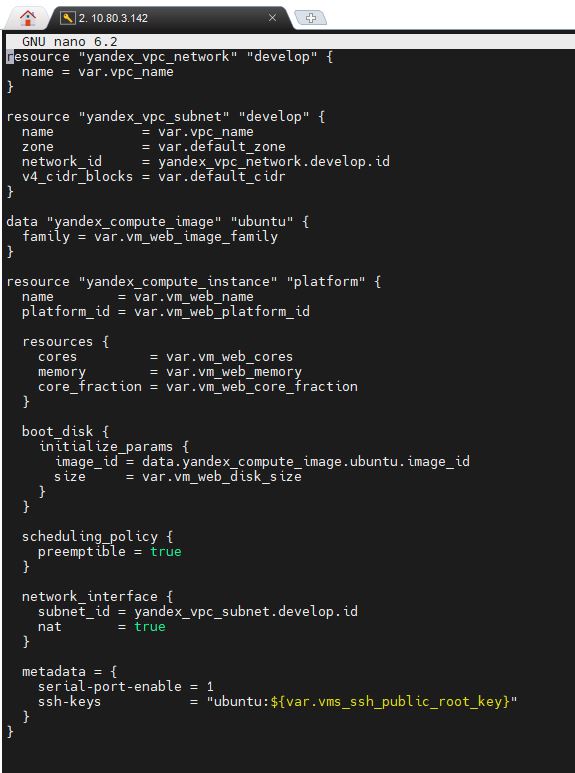 2. 10.80.3.142
GNU nano 6.2
resource "yandex_vpc_network" "develop" {
  name = var.vpc_name
}

resource "yandex_vpc_subnet" "develop" {
  name           = var.vpc_name
  zone           = var.default_zone
  network_id     = yandex_vpc_network.develop.id
  v4_cidr_blocks = var.default_cidr
}

data "yandex_compute_image" "ubuntu" {
  family = var.vm_web_image_family
}

resource "yandex_compute_instance" "platform" {
  name        = var.vm_web_name
  platform_id = var.vm_web_platform_id

  resources {
    cores         = var.vm_web_cores
    memory        = var.vm_web_memory
    core_fraction = var.vm_web_core_fraction
  }

  boot_disk {
    initialize_params {
      image_id = data.yandex_compute_image.ubuntu.image_id
      size     = var.vm_web_disk_size
    }
  }

  scheduling_policy {
    preemptible = true
  }

  network_interface {
    subnet_id = yandex_vpc_subnet.develop.id
    nat       = true
  }

  metadata = {
    serial-port-enable = 1
    ssh-keys           = "ubuntu:${var.vms_ssh_public_root_key}"
  }
}